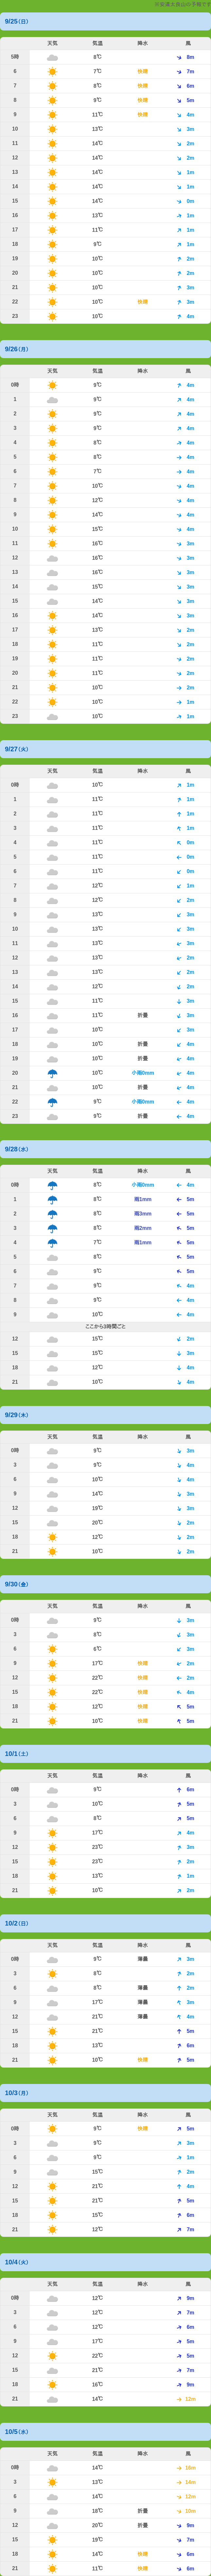 の予報です
9/25(日)
天気 気温 降水 風
5時 8℃ 8m
6 7℃ 快晴 7m
7 8℃ 快晴 6m
8 9℃ 快晴 5m
9 11℃ 快晴 4m
10 13℃ 3m
11 14℃ 2m
12 14℃ 2m
13 14℃ 1m
14 14℃ 1m
15 14℃ 0m
16 13℃ 1m
17 11℃ 1m
18 9℃ 1m
19 10℃ 2m
20 10℃ 2m
21 10℃ 3m
22 10℃ 快晴 3m
23 10℃ 4m
9/26(月)
天気 気温 降水 風
0時 9℃ 4m
1 9℃ 4m
2 9℃ 4m
3 9℃ 4m
4 8℃ 4m
5 8℃ 4m
6 7℃ 4m
7 10℃ 4m
8 12℃ 4m
9 14℃ 4m
10 15℃ 4m
11 16℃ 3m
12 16℃ 3m
13 16℃ 3m
14 15℃ 3m
15 14℃ 3m
16 14℃ 3m
17 13℃ 2m
18 11℃ 2m
19 11℃ 2m
20 11℃ 2m
21 10℃ 2m
22 10℃ 1m
23 10℃ 1m
9/27(火)
天気 気温 降水 風
0時 10℃ 1m
1 11℃ 1m
2 11℃ 1m
3 11℃ 1m
4 11℃ 0m
5 11℃ 0m
6 11℃ 0m
7 12℃ 1m
8 12℃ 2m
9 13℃ 3m
10 13℃ 3m
11 13℃ 3m
12 13℃ 2m
13 13℃ 2m
14 12℃ 2m
15 11℃ 3m
16 11℃ 折曇 3m
17 10℃ 3m
18 10℃ 折曇 4m
19 10℃ 折曇 4m
20 10℃ 小雨0mm 4m
21 10℃ 折曇 4m
22 9℃ 小雨0mm 4m
23 9℃ 折曇 4m
9/28(水)
天気 気温 降水 風
0時 8℃ 小雨0mm 4m
1 8℃ 雨1mm 5m
2 8℃ 雨3mm 5m
3 8℃ 雨2mm 5m
4 7℃ 雨1mm 5m
5 8℃ 5m
6 9℃ 5m
7 9℃ 4m
8 9℃ 4m
9 10℃ 4m
ここから3時間ごと
12 15℃ 2m
15 15℃ 3m
18 12℃ 4m
21 10℃ 4m
9/29(木)
天気 気温 降水 風
0時 9℃ 3m
3 9℃ 4m
6 10℃ 4m
9 14℃ 3m
12 19℃ 3m
15 20℃ 2m
18 12℃ 2m
21 10℃ 2m
9/30(金)
天気 気温 降水 風
0時 9℃ 3m
3 8℃ 3m
6 6℃ 3m
9 17℃ 快晴 2m
12 22℃ 快晴 2m
15 22℃ 快晴 4m
18 12℃ 快晴 5m
21 10℃ 快晴 5m
10/1(土)
天気 気温 降水 風
0時 9℃ 6m
3 10℃ 5m
6 8℃ 5m
9 17℃ 4m
12 23℃ 3m
15 23℃ 2m
18 13℃ 1m
21 10℃ 2m
10/2(日)
天気 気温 降水 風
0時 9℃ 薄曇 3m
3 8℃ 2m
6 8℃ 薄曇 2m
9 17℃ 薄曇 3m
12 21℃ 薄曇 4m
15 21℃ 5m
18 13℃ 6m
21 10℃ 快晴 5m
10/3(月)
天気 気温 降水 風
0時 9℃ 快晴 5m
3 9℃ 3m
6 8℃ 1m
9 15℃ 2m
12 21℃ 4m
15 21℃ 5m
18 15℃ 6m
21 12℃ 7m
10/4(火)
天気 気温 降水 風
0時 12℃ 9m
3 12℃ 7m
6 12℃ 6m
9 17℃ 5m
12 22℃ 5m
15 21℃ 7m
18 16℃ 9m
21 14℃ 12m
10/5(水)
天気 気温 降水 風
0時 14℃ 16m
3 13℃ 14m
6 14℃ 12m
9 18℃ 折曇 10m
12 20℃ 折曇 9m
15 19℃ 7m
18 14℃ 快晴 6m
21 11℃ 快晴 6m